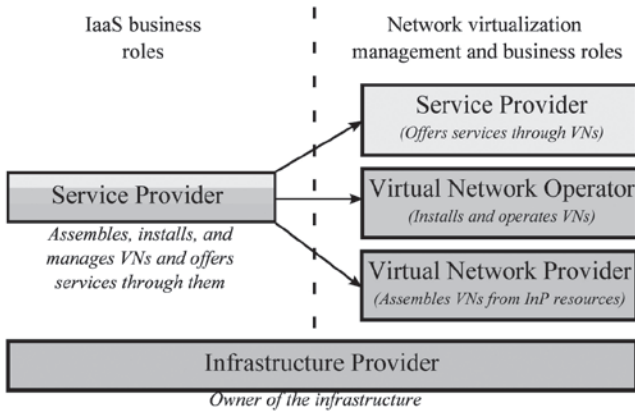 IaaS business
roles
Network virtualization
management and business roles
Service Provider
(Offers services through VNs)
Service Provider
Assembles, installs, and
manages VNs and offers
services through them
Virtual Network Operator
(Installs and operates VNs)
Virtual Network Provider
(Assembles VNs from InP resources)
Infrastructure Provider
Owner of the infrastructure